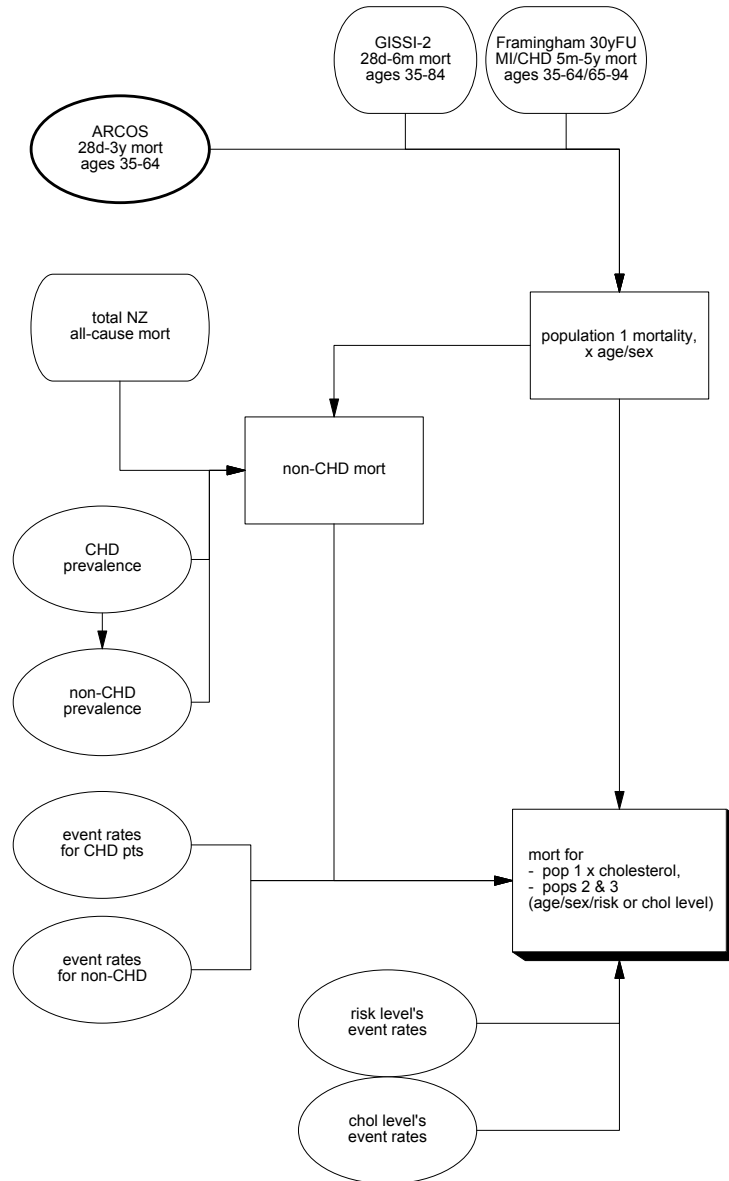 GISSI-2
28d-6m mort
ages 35-84
Framingham 30yFU
MI/CHD 5m-5y mort
ages 35-64/65-94
ARCOS
28d-3y mort
ages 35-64
total NZ
all-cause mort
population 1 mortality,
x age/sex
non-CHD mort
CHD
prevalence
non-CHD
prevalence
event rates
for CHD pts
event rates
for non-CHD
mort for
- pop 1 x cholesterol,
- pops 2 & 3
(age/sex/risk or chol level)
risk level's
event rates
chol level's
event rates